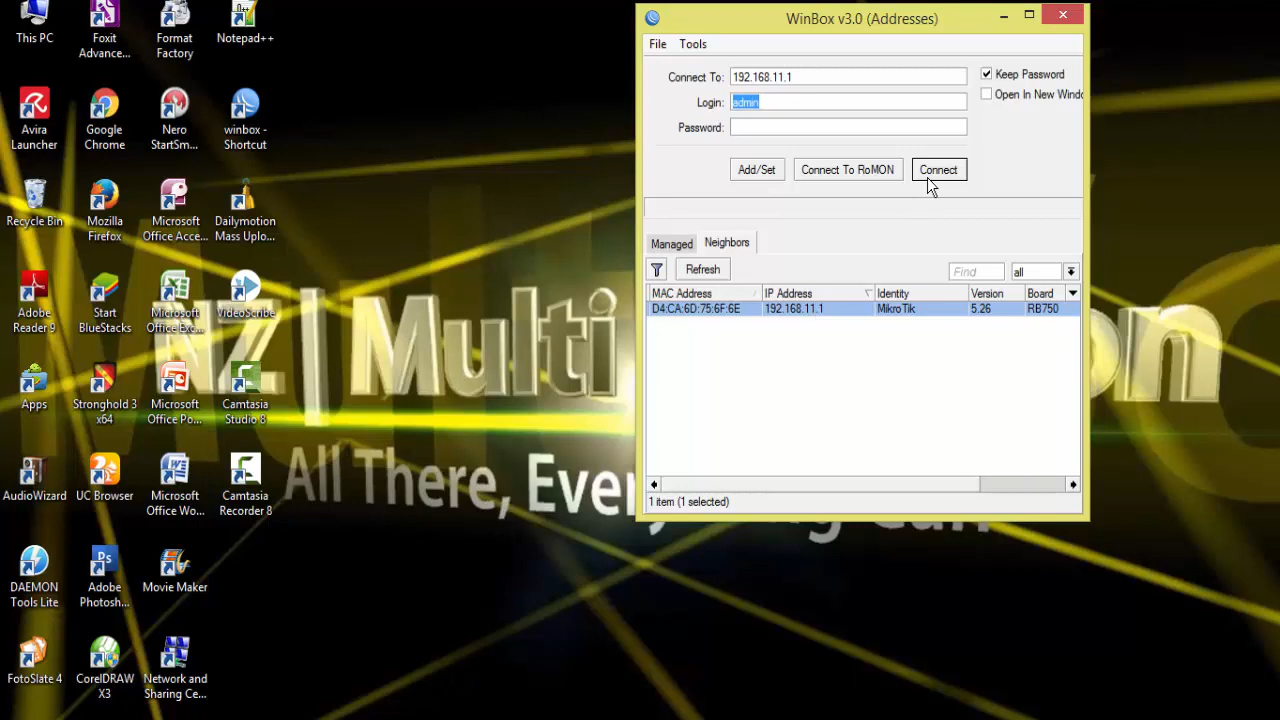 This PC
Foxit
Advance...
Format
Factory
Notepad++
Avira
Launcher
Google
Chrome
Nero
StartSm...
winbox -
Shortcut
Recycle Bin
Mozilla
Firefox
Microsoft
Office Acce...
Dailymotion
Mass Uplo...
Adobe
Reader 9
Start
BlueStacks
Microsoft
Office Exc...
VideoScribe
Apps
Stronghold 3
x64
Microsoft
Office Po...
Camtasia
Studio 8
AudioWizard
UC Browser
Microsoft
Office Wo...
Camtasia
Recorder 8
DAEMON
Tools Lite
Adobe
Photosh...
Movie Maker
FotoSlate 4
CorelDRAW
X3
Network and
Sharing Ce...
NZ | Multi
on
All There, Eve
WinBox v3.0 (Addresses)
File Tools
Connect To: 192.168.11.1
Keep Password
Login: admin
Open In New Windo
Password:
Add/Set Connect To RoMON Connect
Managed Neighbors
Refresh Find all
MAC Address IP Address Identity Version Board
D4:CA:6D:75:6F:6E 192.168.11.1 MikroTik 5.26 RB750
1 item (1 selected)